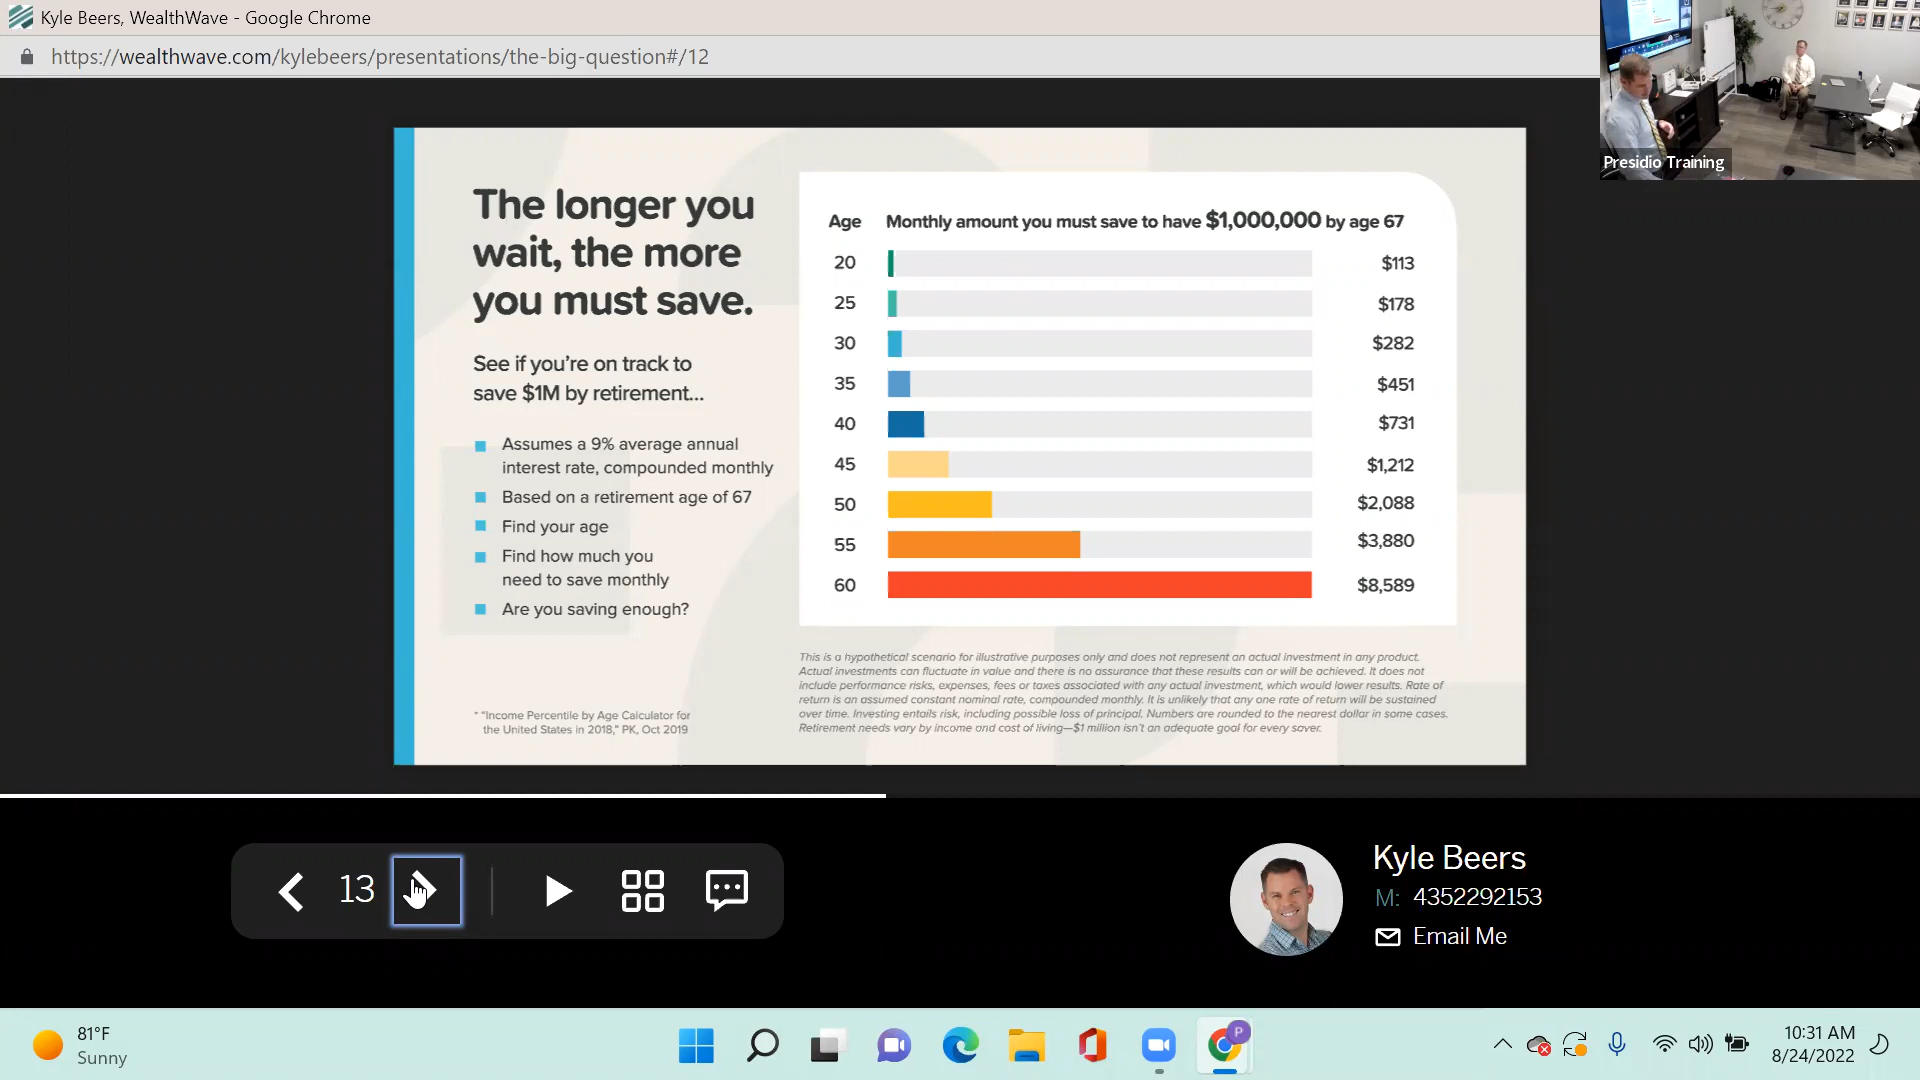 Kyle Beers, WealthWave - Google Chrome
https://wealthwave.com/kylebeers/presentations/the-big-question#/12
Presidio Training
The longer you
wait, the more
you must save.
See if you're on track to
save $1M by retirement...
Assumes a 9% average annual
interest rate, compounded monthly
Based on a retirement age of 67
Find your age
Find how much you
need to save monthly
Are you saving enough?
* "Income Percentile by Age Calculator for
the United States in 2018," PK, Oct 2019
Age Monthly amount you must save to have $1,000,000 by age 67
20 $113
25 $178
30 $282
35 $451
40 $731
45 $1,212
50 $2,088
55 $3,880
60 $8,589
This is a hypothetical scenario for illustrative purposes only and does not represent an actual investment in any product.
Actual investments can fluctuate in value and there is no assurance that these results can or will be achieved. It does not
include performance risks, expenses, fees or taxes associated with any actual investment, which would lower results. Rate of
return is an assumed constant nominal rate, compounded monthly. It is unlikely that any one rate of return will be sustained
over time. Investing entails risk, including possible loss of principal. Numbers are rounded to the nearest dollar in some cases.
Retirement needs vary by income and cost of living—$1 million isn't an adequate goal for every saver.
13
Kyle Beers
M: 4352292153
Email Me
81°F
Sunny
P
10:31 AM
8/24/2022